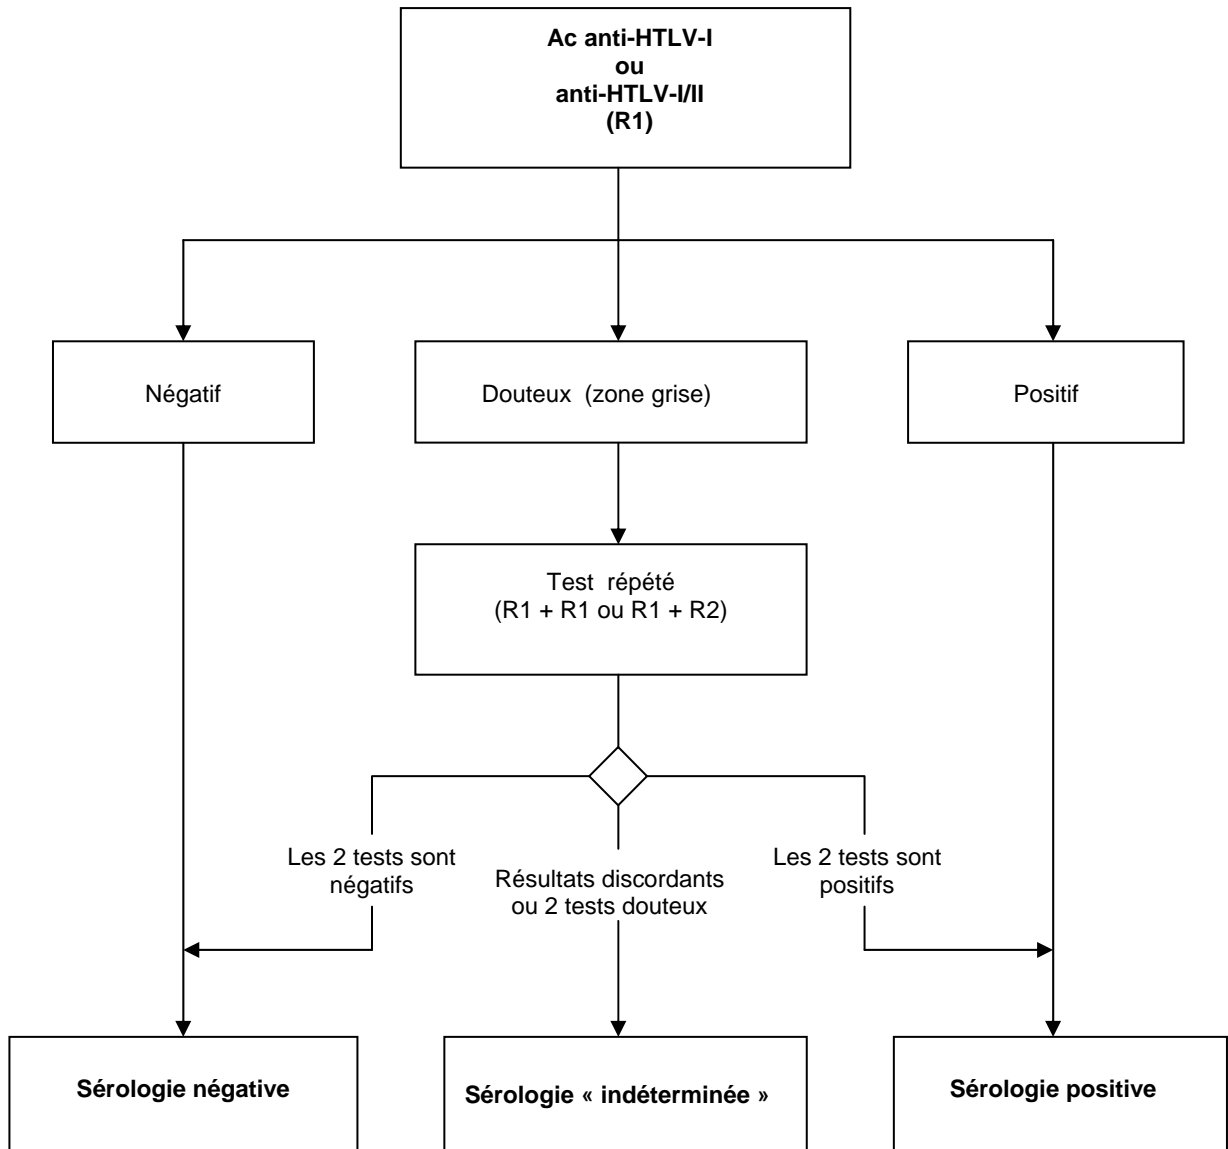 Ac anti-HTLV-I
ou
anti-HTLV-I/II
(R1)
Négatif
Douteux (zone grise)
Positif
Test répété
(R1 + R1 ou R1 + R2)
Les 2 tests sont
négatifs
Résultats discordants
ou 2 tests douteux
Les 2 tests sont
positifs
Sérologie négative
Sérologie « indéterminée »
Sérologie positive